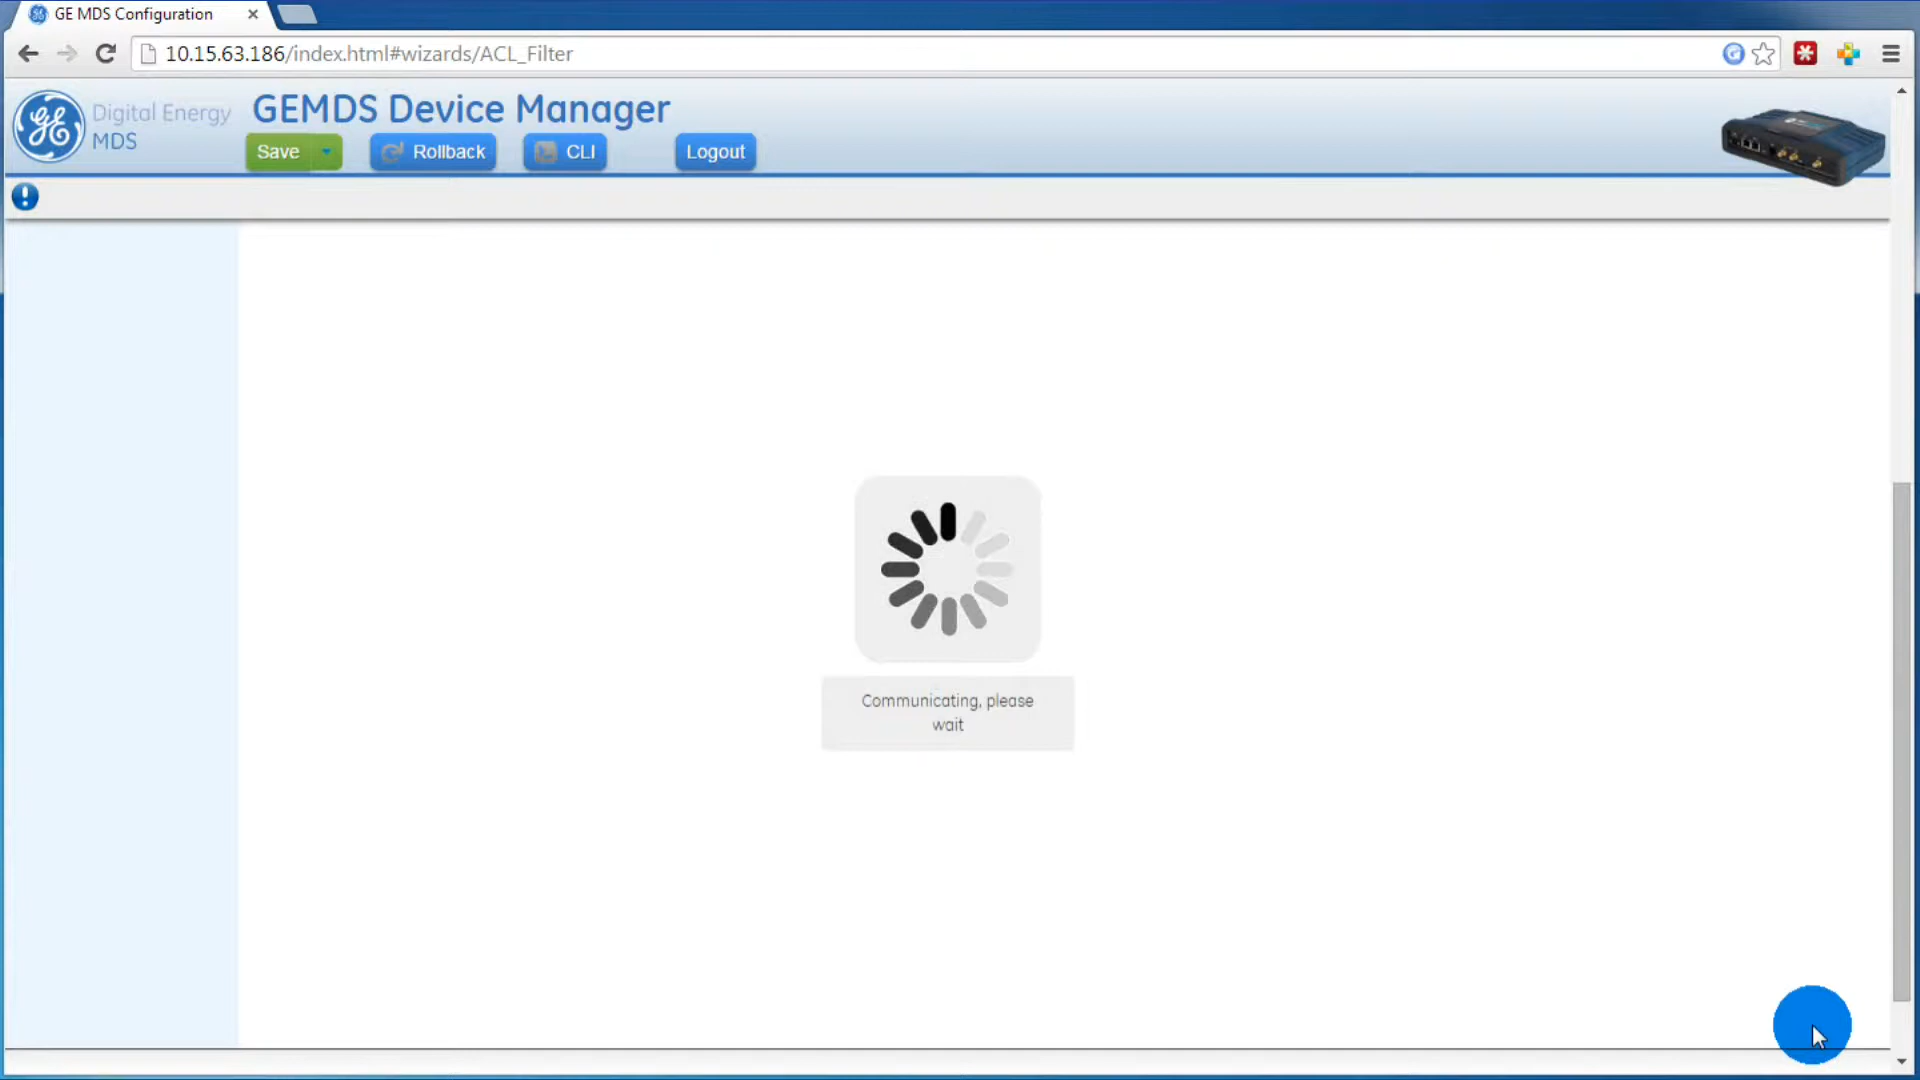 GE MDS Configuration
10.15.63.186/index.html#wizards/ACL_Filter
Digital Energy
MDS
GEMDS Device Manager
Save
Rollback
CLI
Logout
Communicating, please
wait